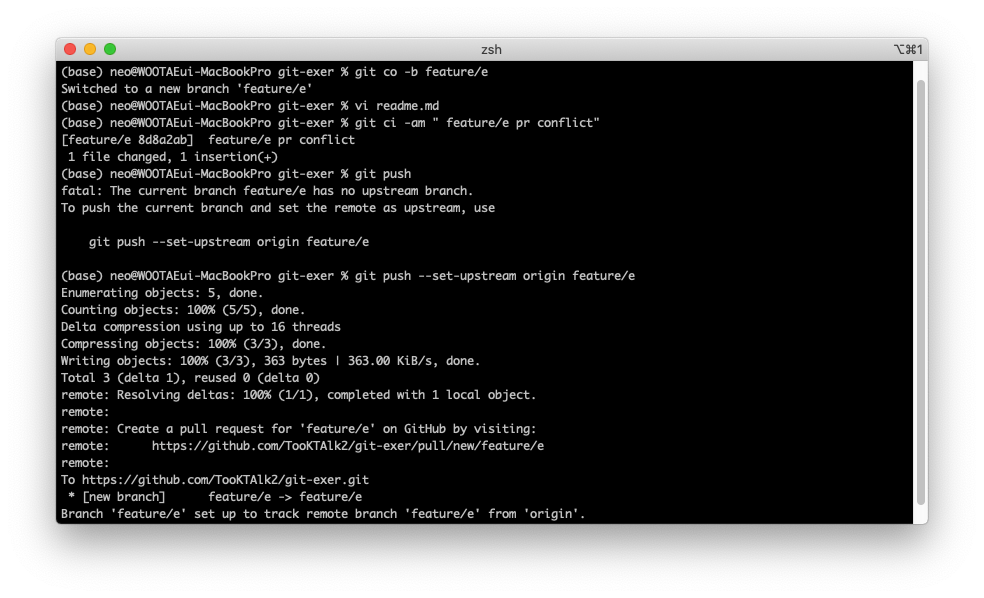 zsh
⌥⌘1
(base) neo@WOOTAEui-MacBookPro git-exer % git co -b feature/e
Switched to a new branch 'feature/e'
(base) neo@WOOTAEui-MacBookPro git-exer % vi readme.md
(base) neo@WOOTAEui-MacBookPro git-exer % git ci -am " feature/e pr conflict"
[feature/e 8d8a2ab]  feature/e pr conflict
 1 file changed, 1 insertion(+)
(base) neo@WOOTAEui-MacBookPro git-exer % git push
fatal: The current branch feature/e has no upstream branch.
To push the current branch and set the remote as upstream, use

    git push --set-upstream origin feature/e

(base) neo@WOOTAEui-MacBookPro git-exer % git push --set-upstream origin feature/e
Enumerating objects: 5, done.
Counting objects: 100% (5/5), done.
Delta compression using up to 16 threads
Compressing objects: 100% (3/3), done.
Writing objects: 100% (3/3), 363 bytes | 363.00 KiB/s, done.
Total 3 (delta 1), reused 0 (delta 0)
remote: Resolving deltas: 100% (1/1), completed with 1 local object.
remote:
remote: Create a pull request for 'feature/e' on GitHub by visiting:
remote:      https://github.com/TooKTAlk2/git-exer/pull/new/feature/e
remote:
To https://github.com/TooKTAlk2/git-exer.git
 * [new branch]      feature/e -> feature/e
Branch 'feature/e' set up to track remote branch 'feature/e' from 'origin'.